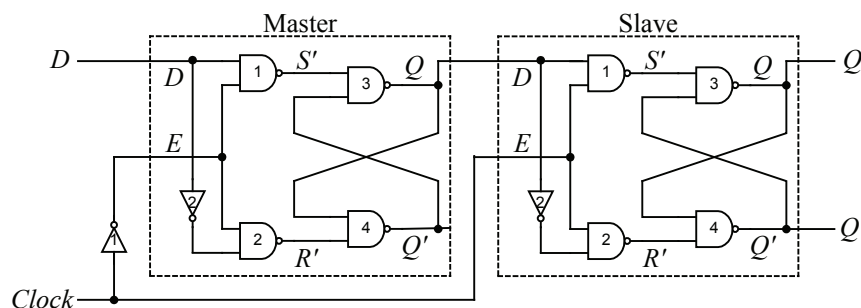 Master Slave
D D 1 S' 3 Q D 1 S' 3 Q Q
E E
2 2
1 2 R' 4 Q' 2 R' 4 Q' Q
Clock